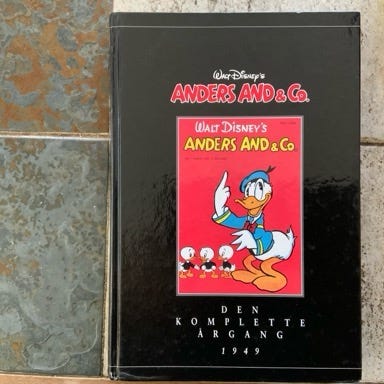 WALT DISNEY'S
ANDERS AND & CO.
WALT DISNEY'S
ANDERS AND & CO.
DEN
KOMPLETTE
ÅRGANG
1949